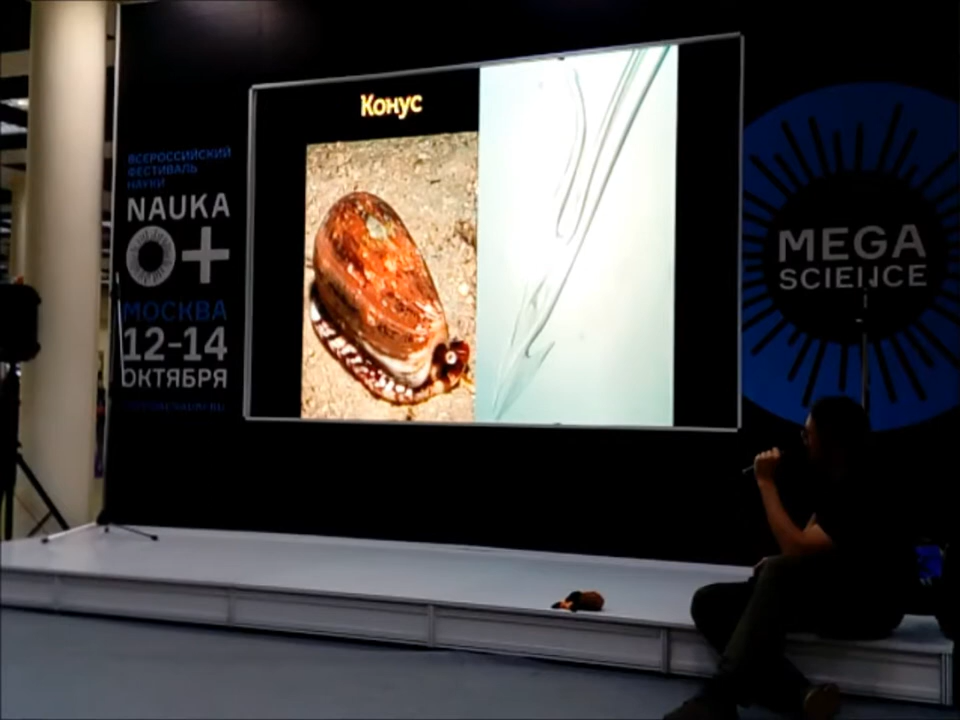 Конус
ВСЕРОССИЙСКИЙ
ФЕСТИВАЛЬ
НАУКИ
NAUKA
0+
МОСКВА
12-14
ОКТЯБРЯ
MEGA
SCIENCE